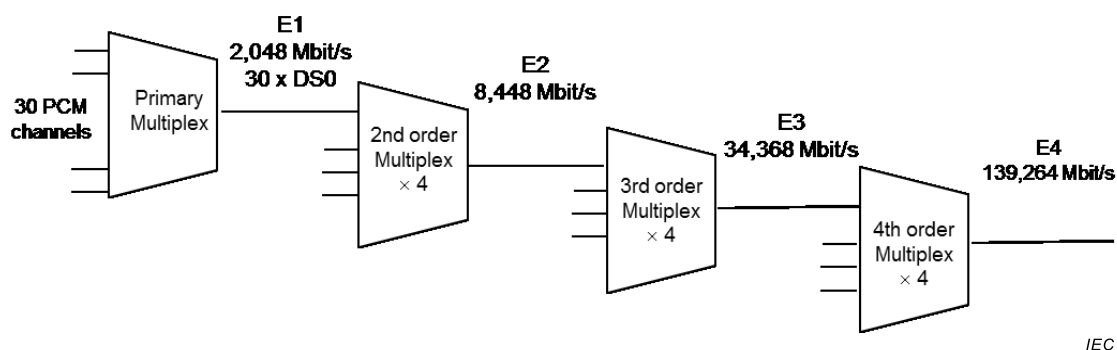 30 PCM
channels
Primary
Multiplex
E1
2,048 Mbit/s
30 x DS0
2nd order
Multiplex
× 4
E2
8,448 Mbit/s
3rd order
Multiplex
× 4
E3
34,368 Mbit/s
4th order
Multiplex
× 4
E4
139,264 Mbit/s
IEC